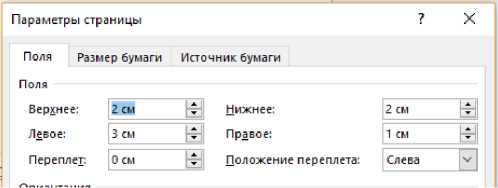 Параметры страницы ?
Поля Размер бумаги Источник бумаги
Поля
Верхнее: 2 см Нижнее: 2 см
Левое: 3 см Правое: 1 см
Переплет: 0 см Положение переплета: Слева
Ориентация